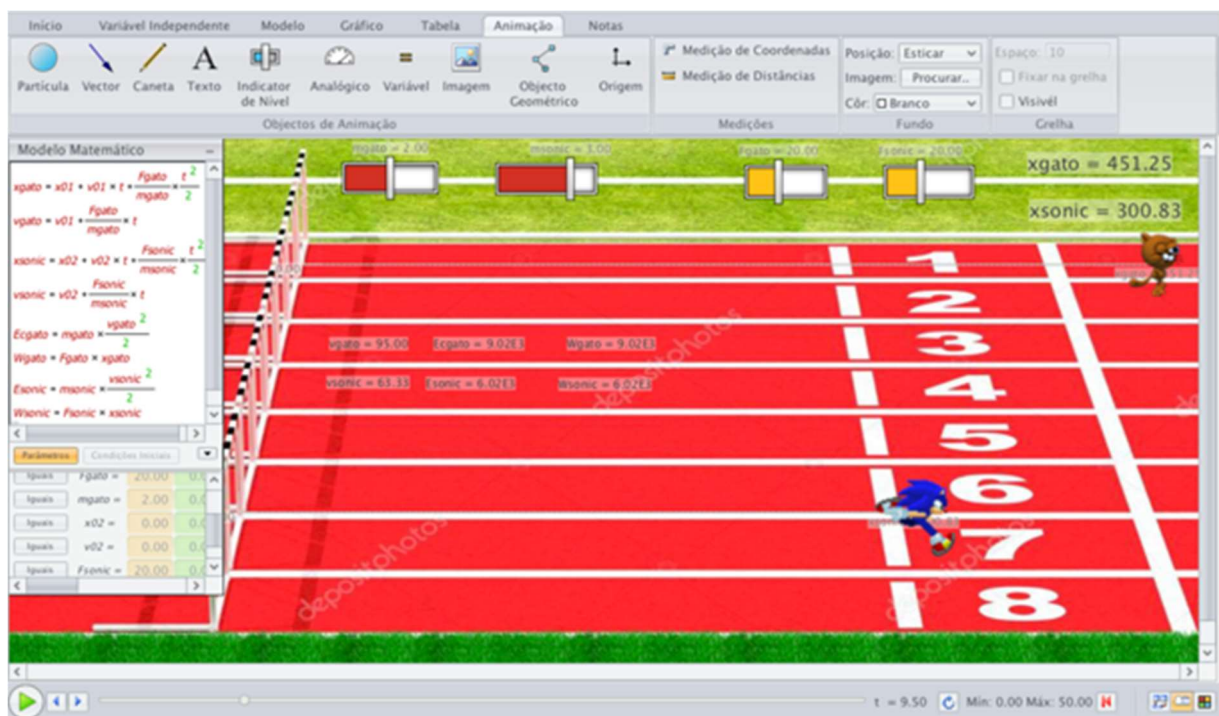 Início Variável Independente Modelo Gráfico Tabela Animação Notas
Partícula Vector Caneta Texto Indicator de Nível Analógico Variável Imagem Objecto Geométrico Origem
Objectos de Animação
Medição de Coordenadas
Medição de Distâncias
Medições
Posição: Esticar
Imagem: Procurar..
Côr: Branco
Fundo
Espaço: 10
Fixar na grelha
Visivél
Grelha
Modelo Matemático
xgato = x01 + v01 × t + Fgato/mgato × t²/2
vgato = v01 + Fgato/mgato × t
xsonic = x02 + v02 × t + Fsonic/msonic × t²/2
vsonic = v02 + Fsonic/msonic × t
Ecgato = mgato × vgato²/2
Wgato = Fgato × xgato
Esonic = msonic × vsonic²/2
Wsonic = Fsonic × xsonic
Parâmetros Condições Iniciais
Iguais Fgato = 20.00
Iguais mgato = 2.00
Iguais x02 = 0.00
Iguais v02 = 0.00
Iguais Fsonic = 20.00
mgato = 2.00
msonic = 3.00
Fgato = 20.00
Fsonic = 20.00
xgato = 451.25
xsonic = 300.83
vgato = 95.00 Ecgato = 9.02E3 Wgato = 9.02E3
vsonic = 63.33 Esonic = 6.02E3 Wsonic = 6.02E3
1
2
3
4
5
6
7
8
depositphotos
depositphotos
depositphotos
t = 9.50 Mín: 0.00 Máx: 50.00